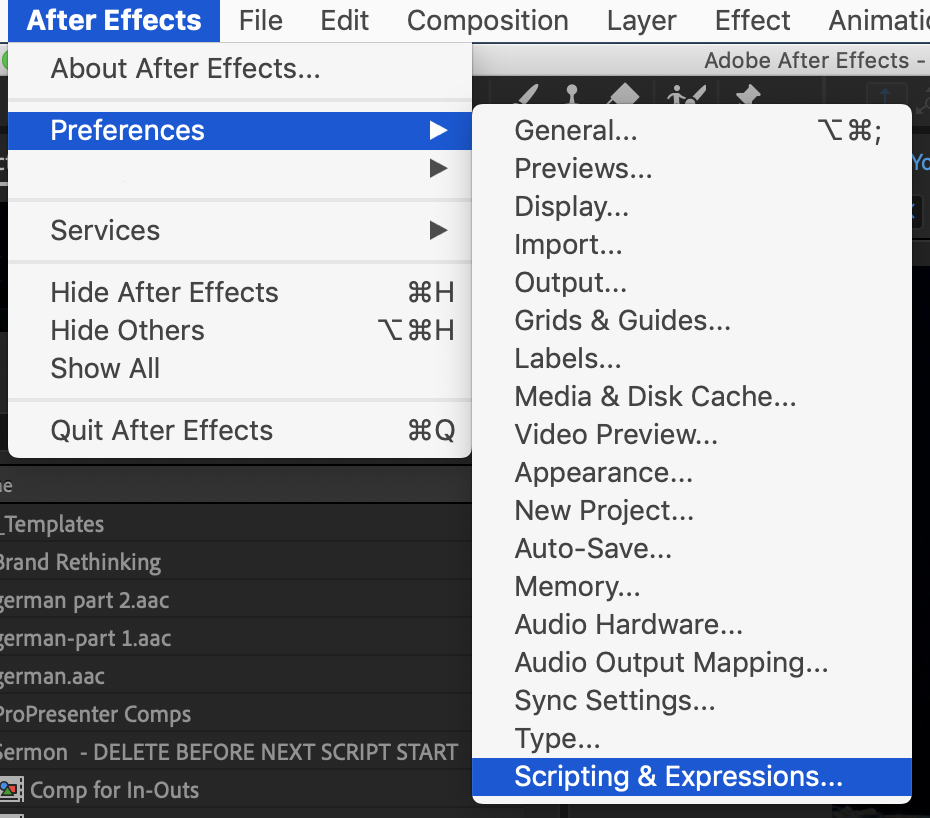 After Effects File Edit Composition Layer Effect
Adobe After Effects -
About After Effects...
Preferences
Services
Hide After Effects ⌘H
Hide Others ⌥⌘H
Show All
Quit After Effects ⌘Q
General... ⌥⌘;
Previews...
Display...
Import...
Output...
Grids & Guides...
Labels...
Media & Disk Cache...
Video Preview...
Appearance...
New Project...
Auto-Save...
Memory...
Audio Hardware...
Audio Output Mapping...
Sync Settings...
Type...
Scripting & Expressions...
_Templates
Brand Rethinking
german part 2.aac
german-part 1.aac
german.aac
ProPresenter Comps
Sermon - DELETE BEFORE NEXT SCRIPT START
Comp for In-Outs